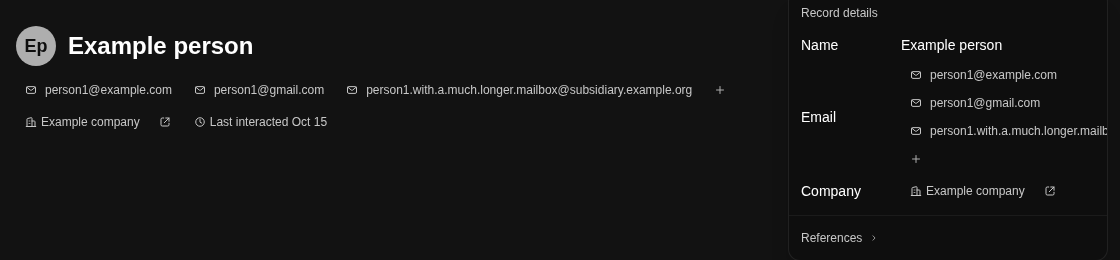 Ep Example person
person1@example.com person1@gmail.com person1.with.a.much.longer.mailbox@subsidiary.example.org
Example company Last interacted Oct 15
Record details
Name Example person
Email
person1@example.com
person1@gmail.com
person1.with.a.much.longer.mailb
Company Example company
References